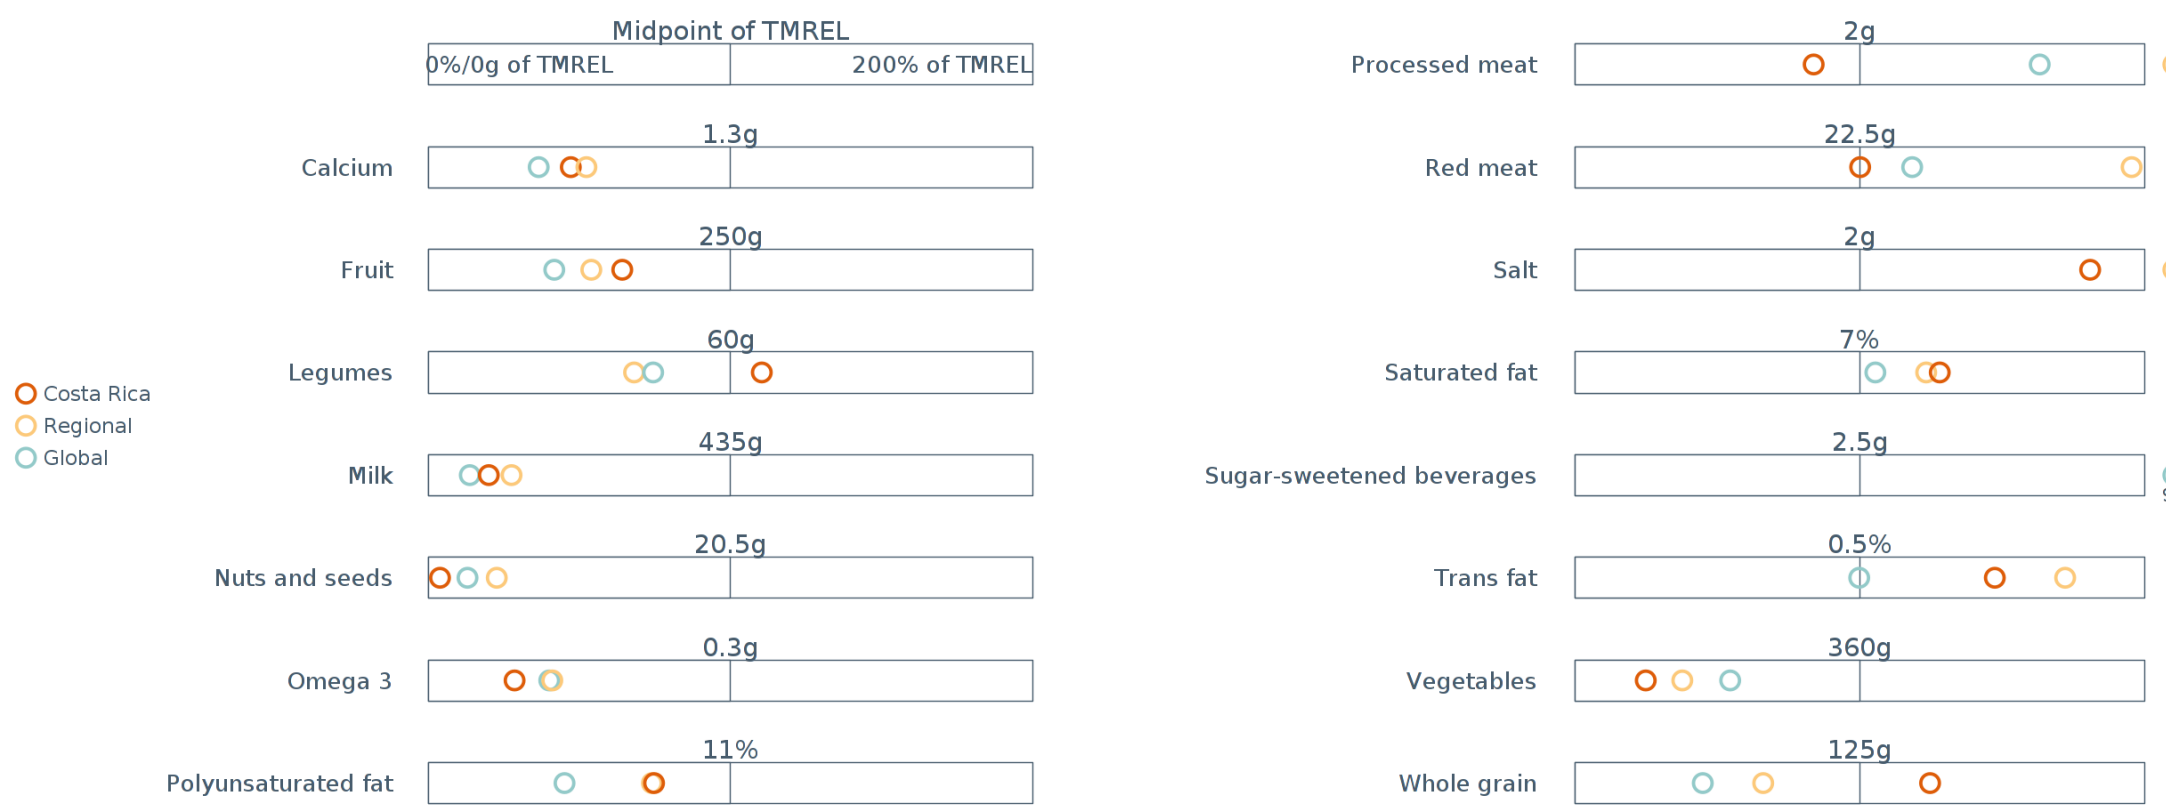 Midpoint of TMREL
0%/0g of TMREL
200% of TMREL
1.3g
Calcium
250g
Fruit
60g
Legumes
435g
Milk
20.5g
Nuts and seeds
0.3g
Omega 3
11%
Polyunsaturated fat
Costa Rica
Regional
Global
2g
Processed meat
22.5g
Red meat
2g
Salt
7%
Saturated fat
2.5g
Sugar-sweetened beverages
0.5%
Trans fat
360g
Vegetables
125g
Whole grain